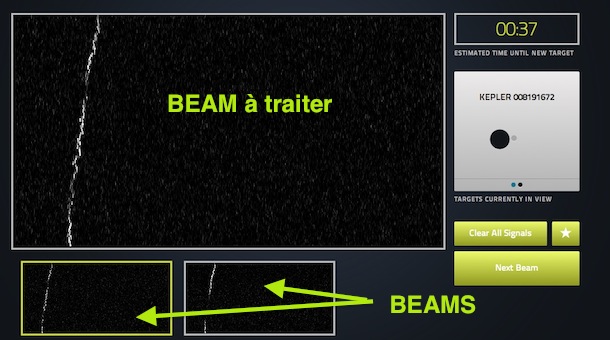 00:37
ESTIMATED TIME UNTIL NEW TARGET
BEAM à traiter
KEPLER 008191672
TARGETS CURRENTLY IN VIEW
Clear All Signals
Next Beam
BEAMS